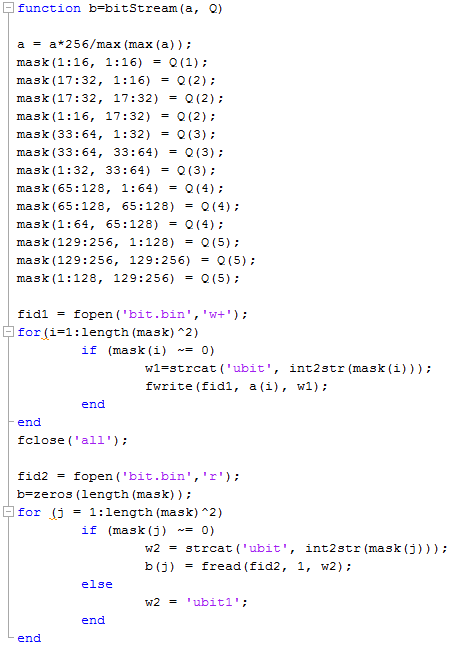 function b=bitStream(a, Q)
a = a*256/max(max(a));
mask(1:16, 1:16) = Q(1);
mask(17:32, 1:16) = Q(2);
mask(17:32, 17:32) = Q(2);
mask(1:16, 17:32) = Q(2);
mask(33:64, 1:32) = Q(3);
mask(33:64, 33:64) = Q(3);
mask(1:32, 33:64) = Q(3);
mask(65:128, 1:64) = Q(4);
mask(65:128, 65:128) = Q(4);
mask(1:64, 65:128) = Q(4);
mask(129:256, 1:128) = Q(5);
mask(129:256, 129:256) = Q(5);
mask(1:128, 129:256) = Q(5);
fid1 = fopen('bit.bin','w+');
for(i=1:length(mask)^2)
if (mask(i) ~= 0)
w1=strcat('ubit', int2str(mask(i)));
fwrite(fid1, a(i), w1);
end
end
fclose('all');
fid2 = fopen('bit.bin','r');
b=zeros(length(mask));
for (j = 1:length(mask)^2)
if (mask(j) ~= 0)
w2 = strcat('ubit', int2str(mask(j)));
b(j) = fread(fid2, 1, w2);
else
w2 = 'ubit1';
end
end